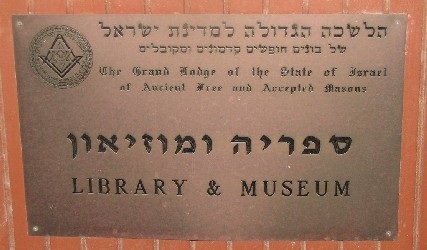 הלשכה הגדולה למדינת ישראל
של בונים חופשים קדמונים ומקובלים
The Grand Lodge of the State of Israel
of Ancient Free and Accepted Masons
ספריה ומוזיאון
LIBRARY & MUSEUM